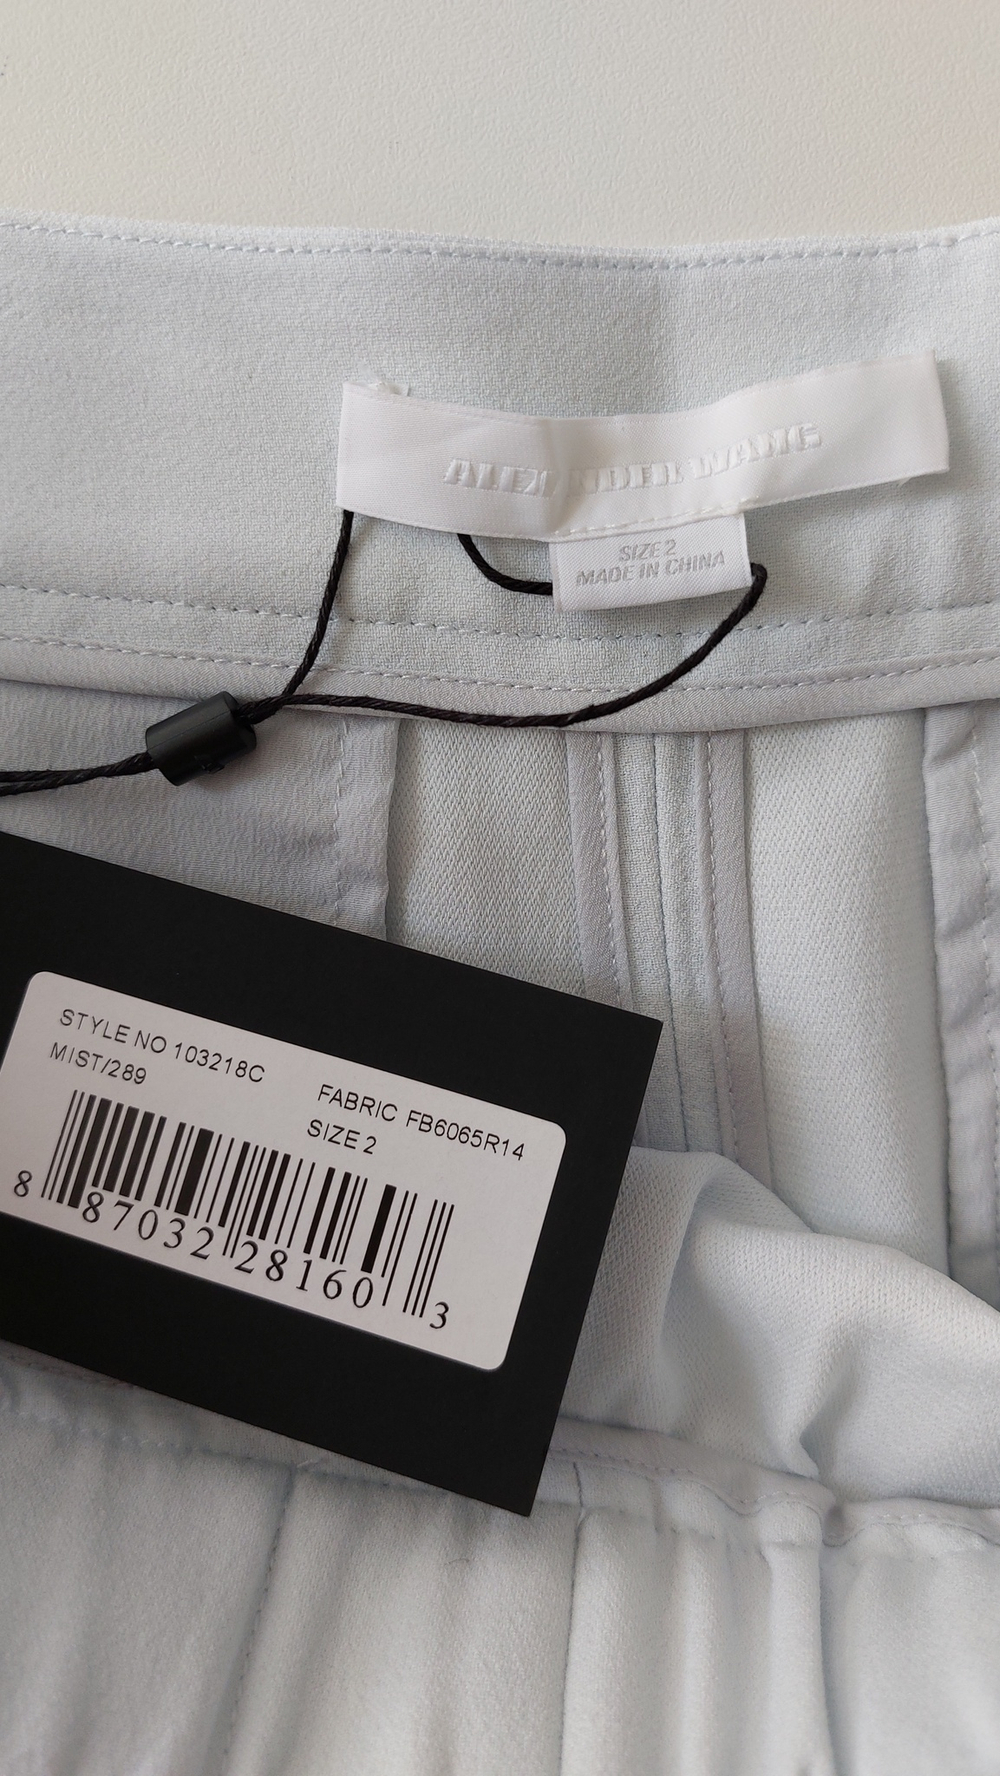 ALEXANDER WANG
SIZE 2
MADE IN CHINA
STYLE NO 103218C
MIST/289
FABRIC FB6065R14
SIZE 2
8 87032 28160 3